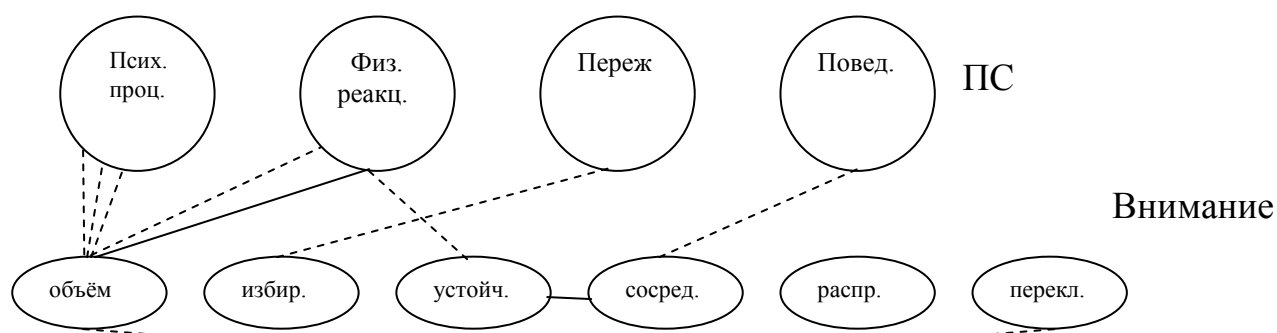 Псих.
проц.
Физ.
реакц.
Переж
Повед.
ПС
Внимание
объём
избир.
устойч.
сосред.
распр.
перекл.